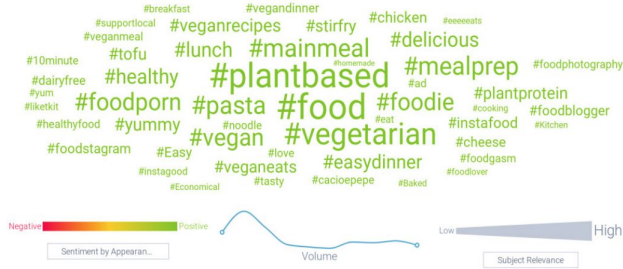 #breakfast #vegandinner
#supportlocal #veganrecipes #stirfry #chicken #eeeeeats
#veganmeal #tofu #lunch #mainmeal #delicious
#10minute #homemade #mealprep #foodphotography
#dairyfree #healthy #plantbased #ad
#yum #foodporn #pasta #food #foodie #plantprotein
#liketkit #cooking #foodblogger
#healthyfood #yummy #noodle #vegetarian #eat #instafood #Kitchen
#foodstagram #Easy #vegan #cheese
#love #easydinner #foodgasm
#instagood #veganeats #foodlover
#Economical #tasty #cacioepepe #Baked
Negative Positive Low High
Sentiment by Appearan... Volume Subject Relevance